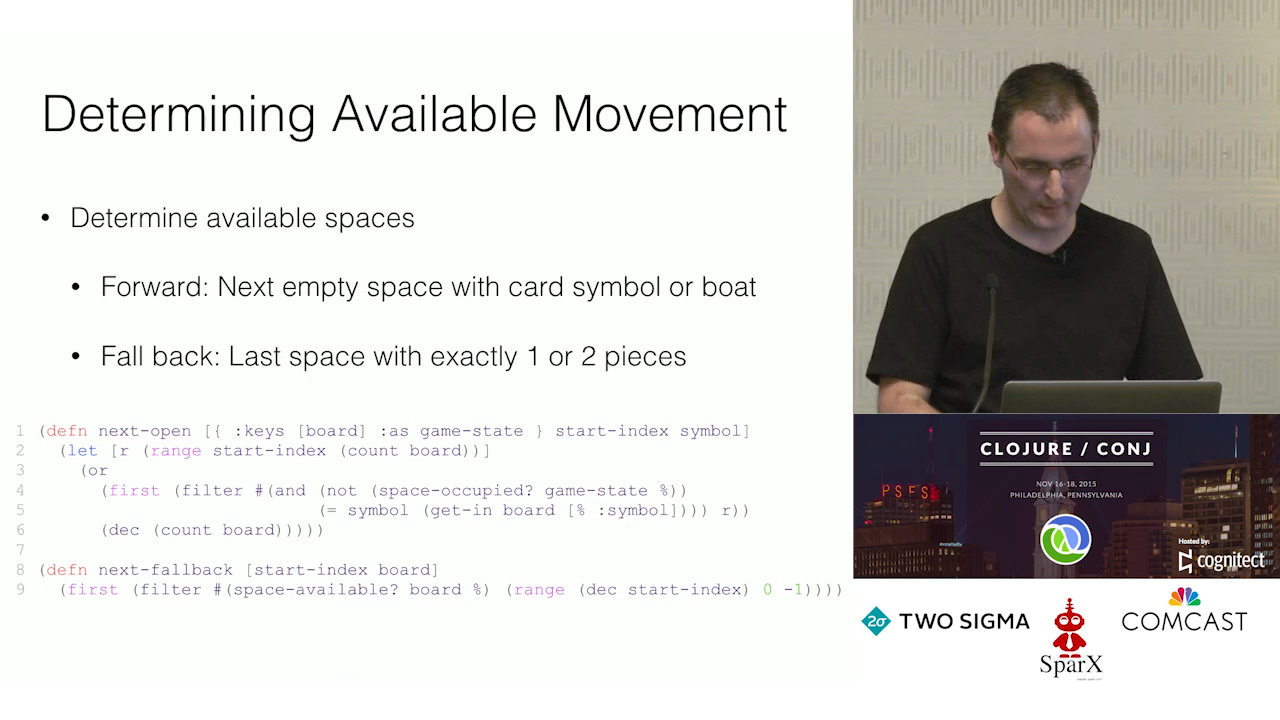 Determining Available Movement
• Determine available spaces
• Forward: Next empty space with card symbol or boat
• Fall back: Last space with exactly 1 or 2 pieces
1 (defn next-open [{ :keys [board] :as game-state } start-index symbol]
2 (let [r (range start-index (count board))]
3 (or
4 (first (filter #(and (not (space-occupied? game-state %))
5 (= symbol (get-in board [% :symbol]))) r))
6 (dec (count board)))))
7
8 (defn next-fallback [start-index board]
9 (first (filter #(space-available? board %) (range (dec start-index) 0 -1))))
CLOJURE / CONJ
NOV 16-18, 2015
PHILADELPHIA, PENNSYLVANIA
PSFS
Hosted by:
cognitect
2σ TWO SIGMA
SparX
COMCAST